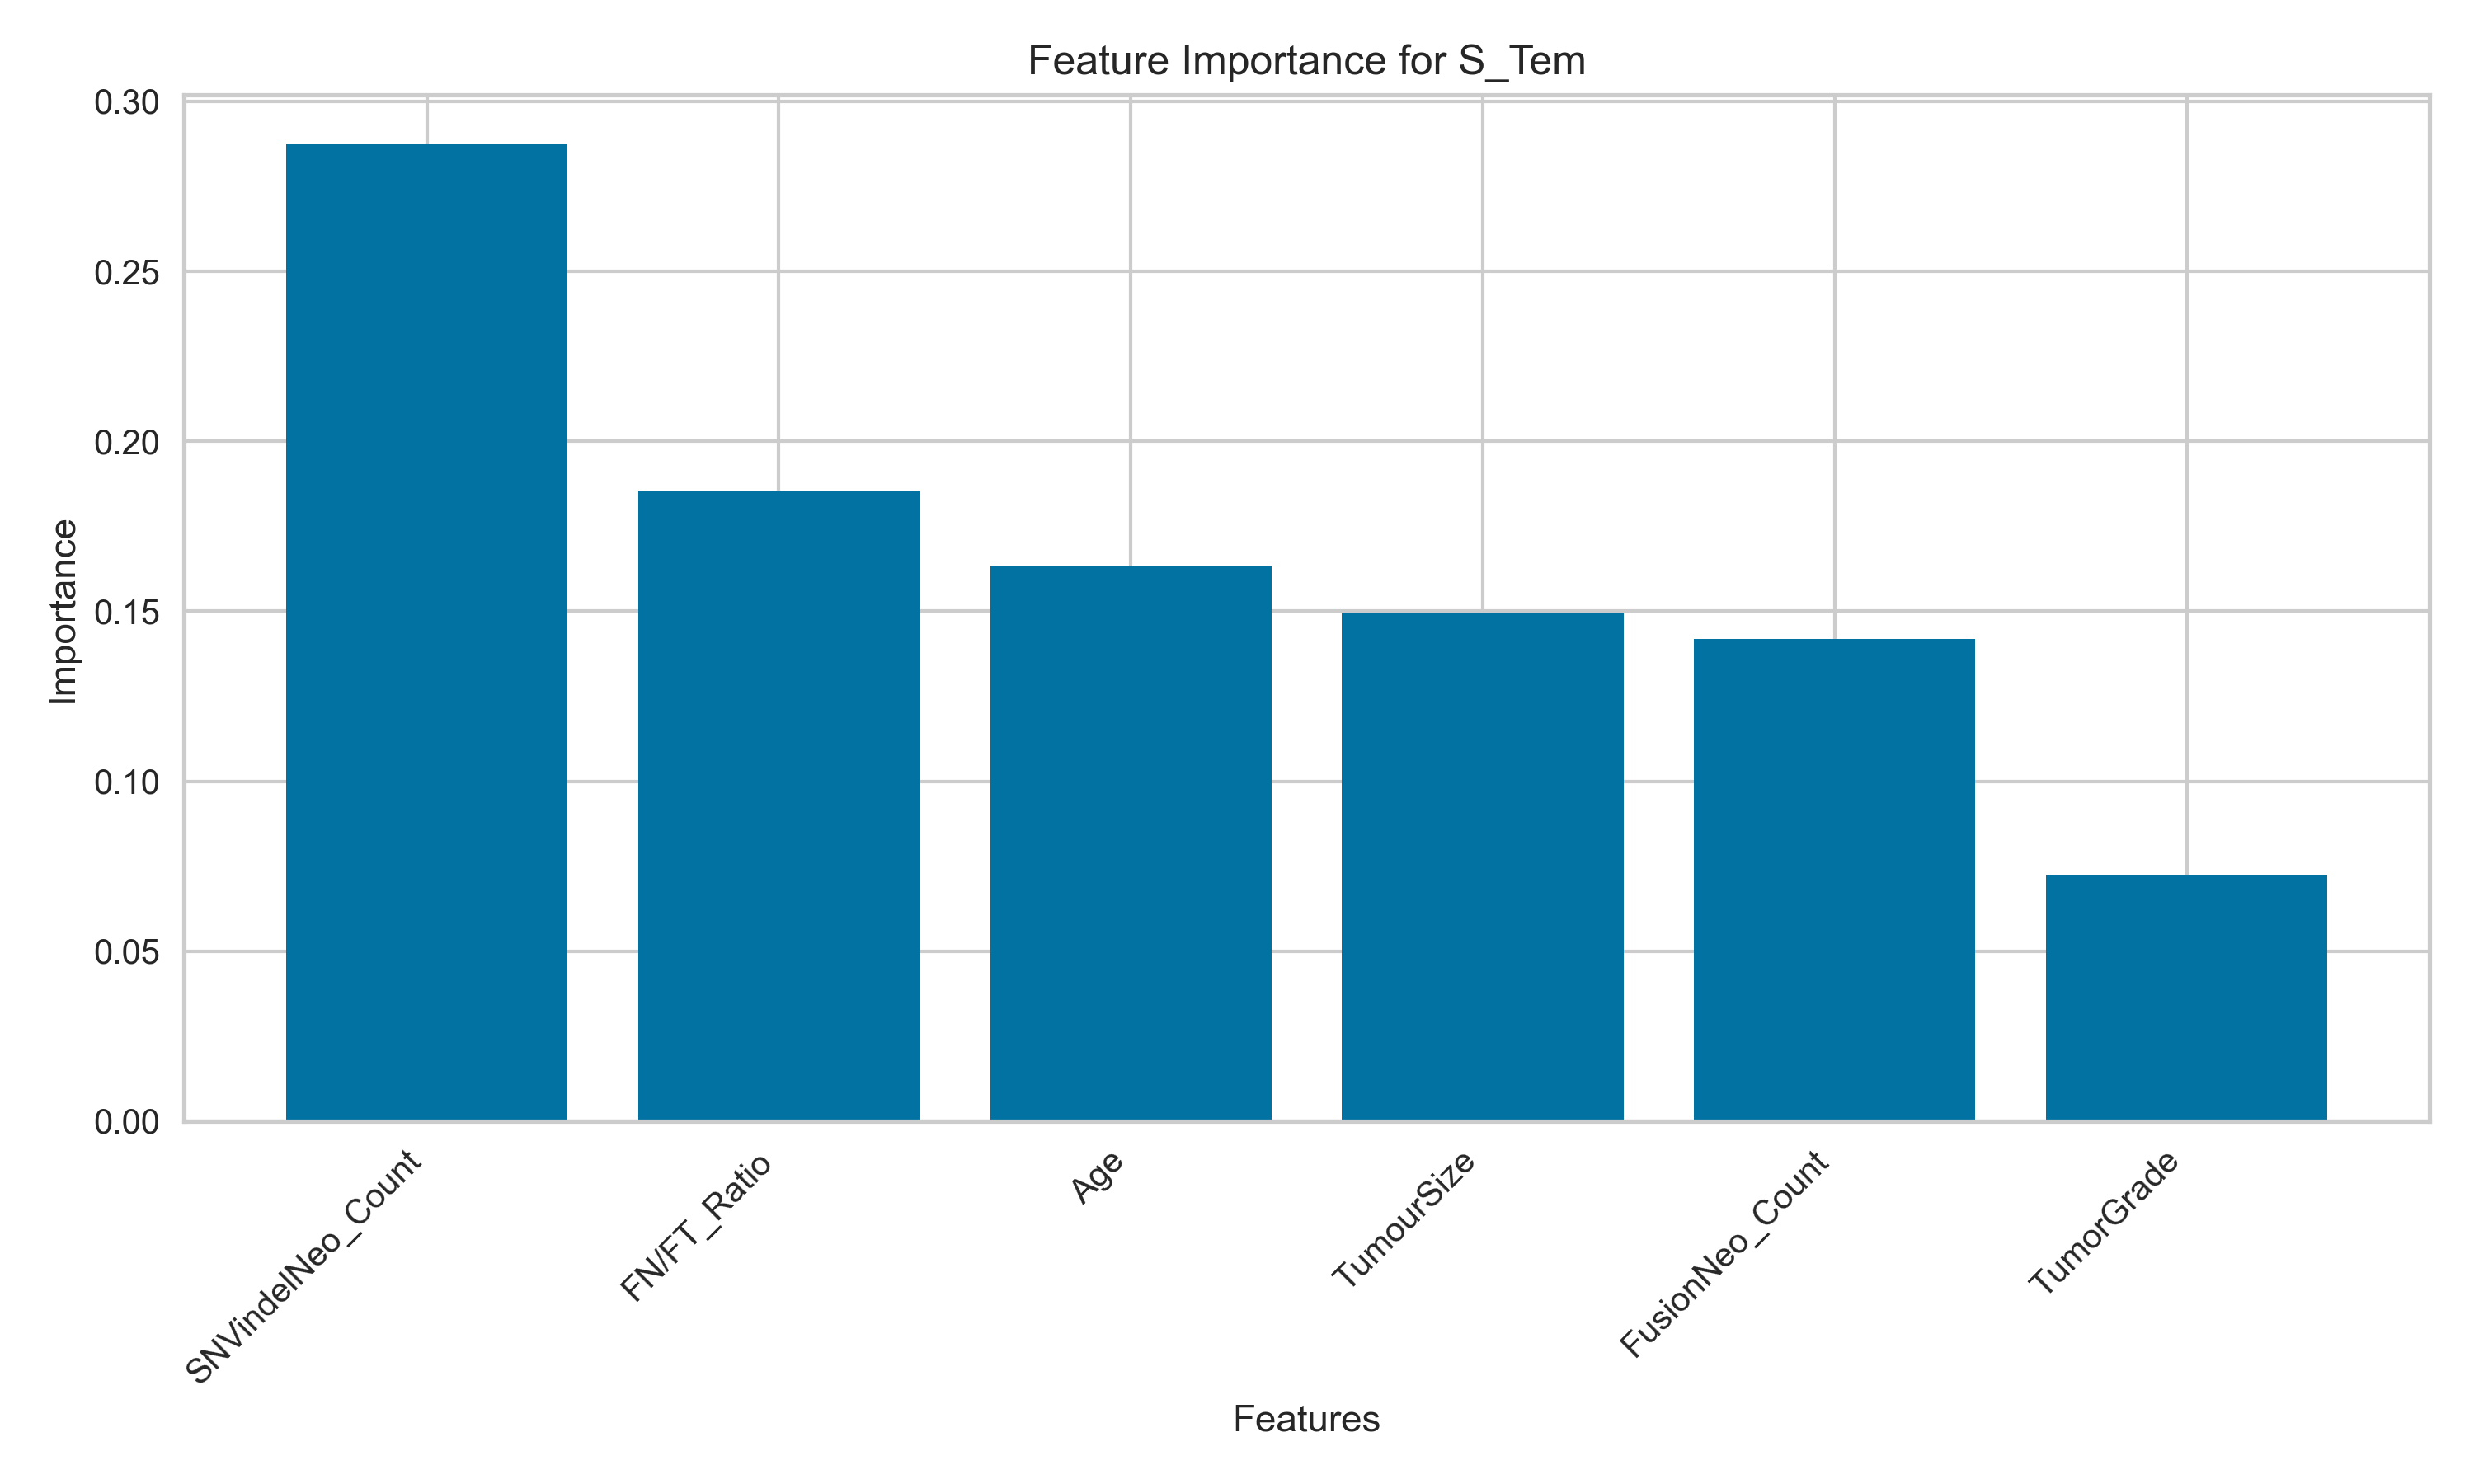 Feature Importance for S_Tem
0.30
0.25
0.20
0.15
0.10
0.05
0.00
Importance
SNVindelNeo_Count
FN/FT_Ratio
Age
TumourSize
FusionNeo_Count
TumorGrade
Features